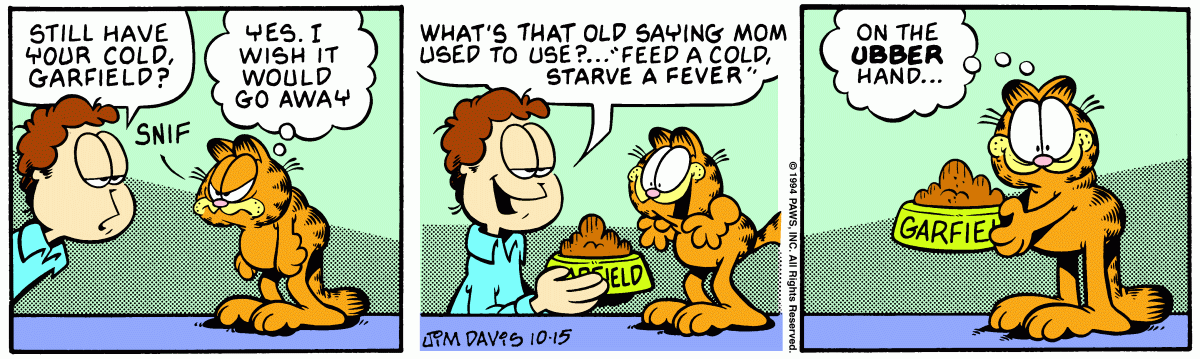 STILL HAVE
YOUR COLD,
GARFIELD?
YES. I
WISH IT
WOULD
GO AWAY
SNIF
WHAT'S THAT OLD SAYING MOM
USED TO USE?..."FEED A COLD,
STARVE A FEVER"
GARFIELD
JIM DAVIS 10·15
© 1994 PAWS, INC. All Rights Reserved.
ON THE
UBBER
HAND...
GARFIE